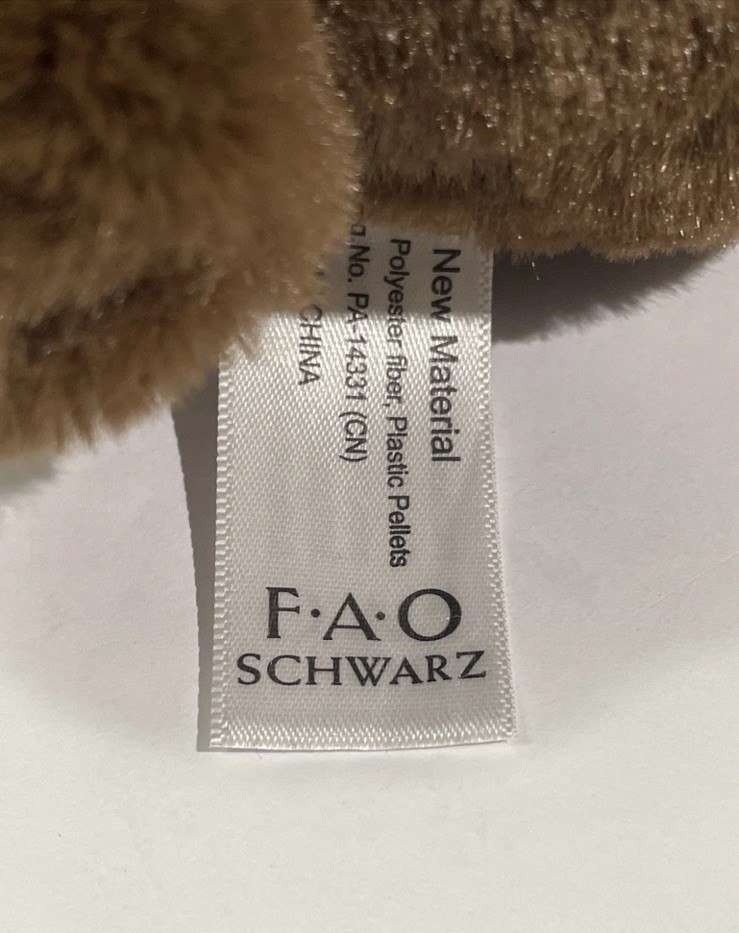 New Material
Polyester fiber, Plastic Pellets
.No. PA-14331 (CN)
CHINA
F·A·O
SCHWARZ